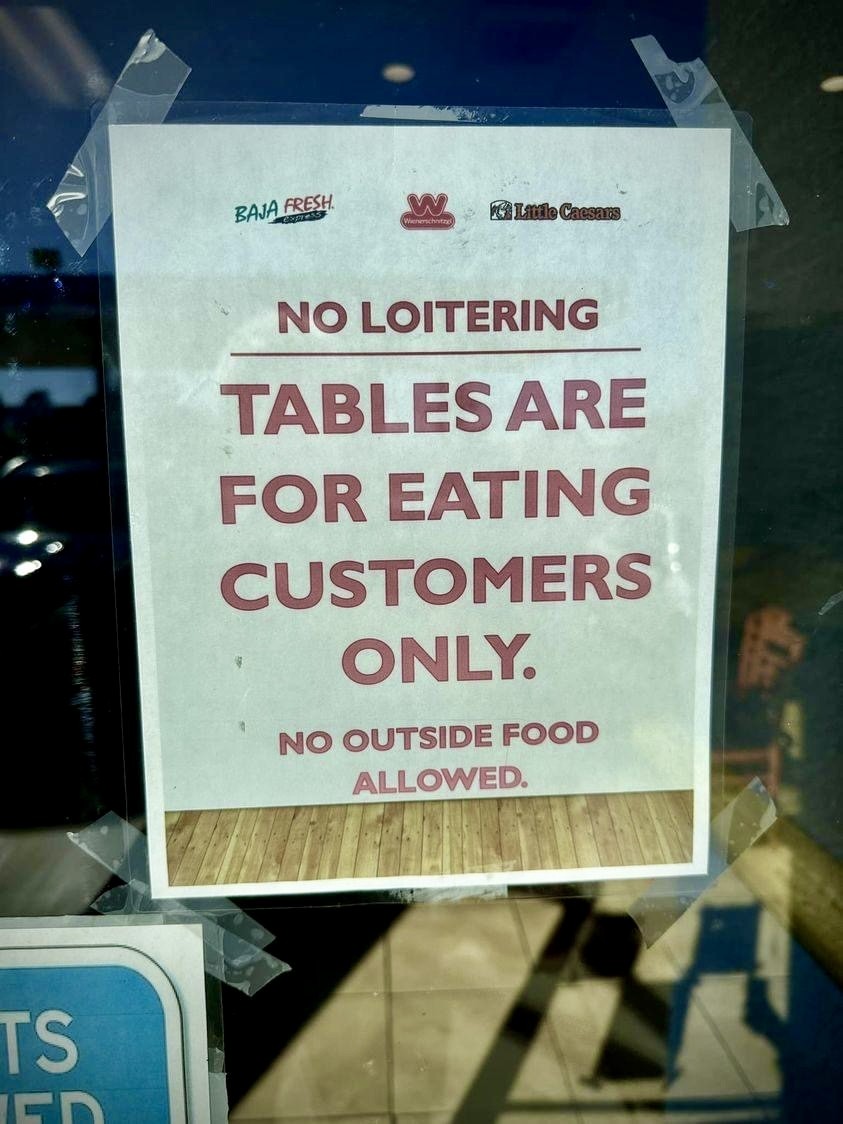 BAJA FRESH
express
Wienerschnitzel
Little Caesars
NO LOITERING
TABLES ARE
FOR EATING
CUSTOMERS
ONLY.
NO OUTSIDE FOOD
ALLOWED.
TS